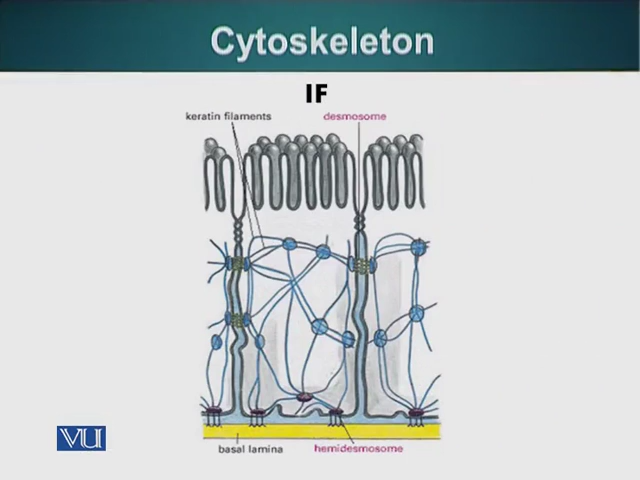 Cytoskeleton
IF
keratin filaments
desmosome
VU
basal lamina
hemidesmosome